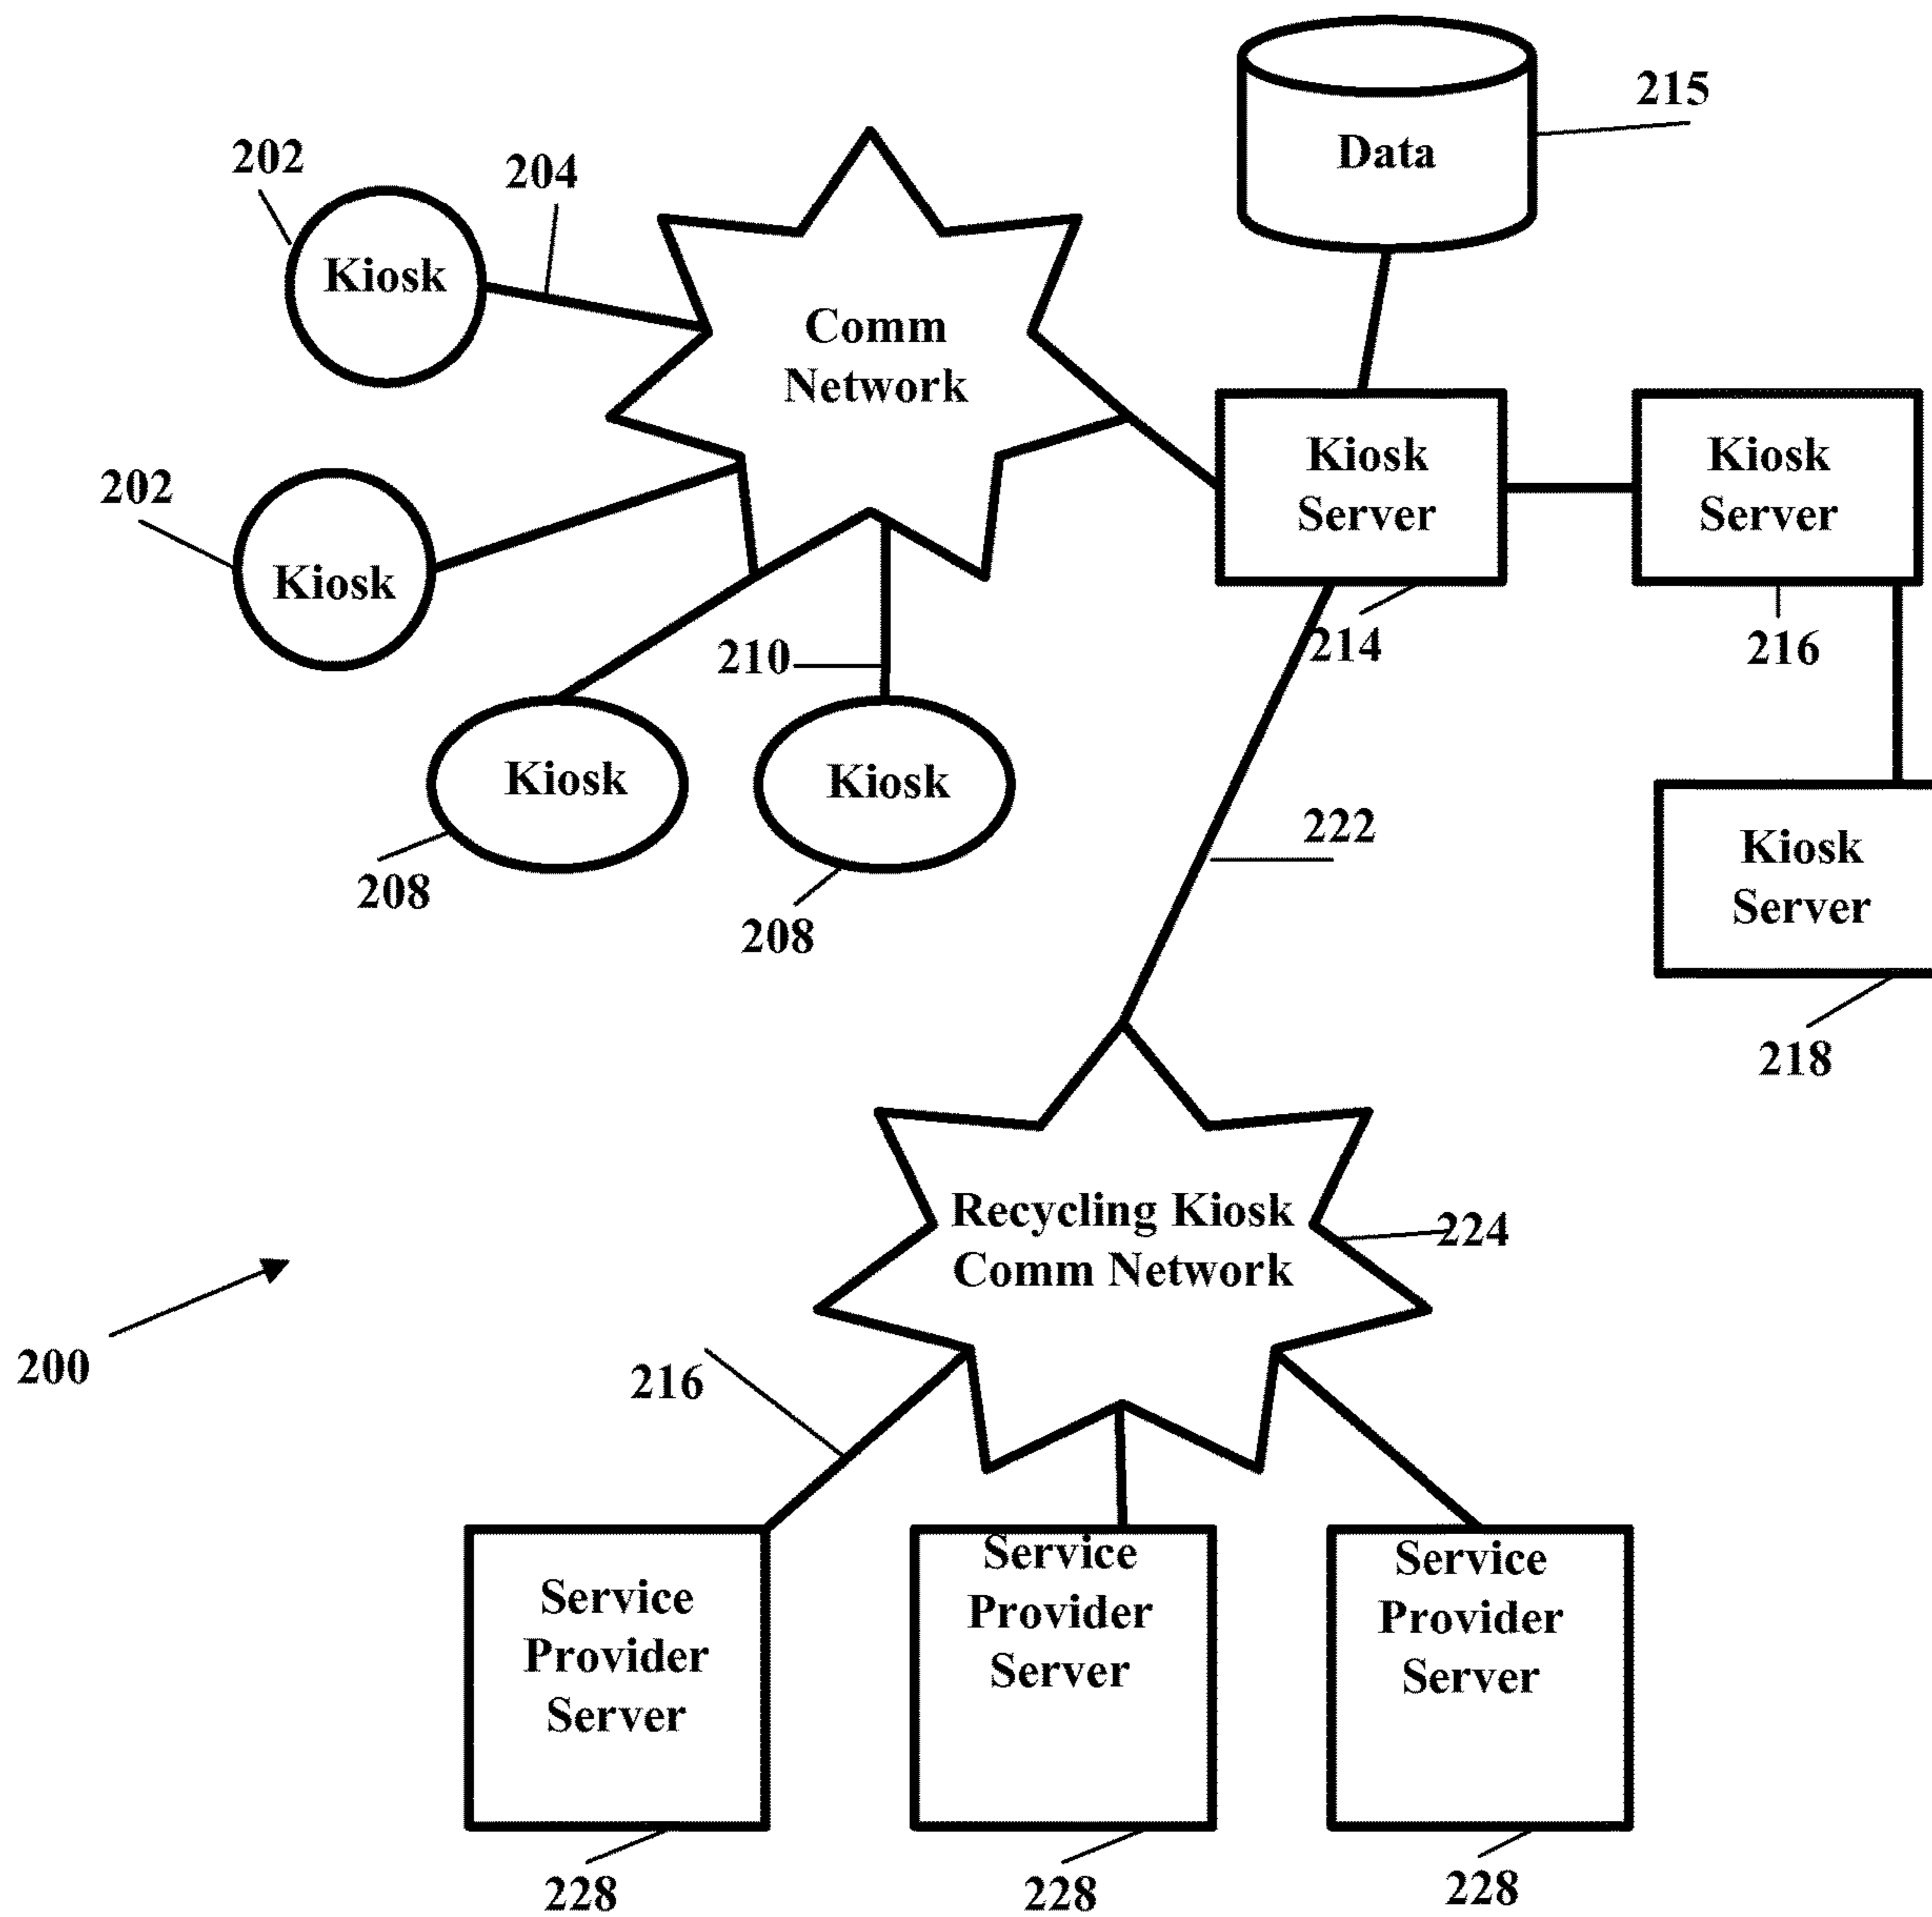 215
Data
202
204
Kiosk
Comm
Network
Kiosk
Server
Kiosk
Server
202
Kiosk
210
214
216
Kiosk
Kiosk
222
Kiosk
Server
208
208
218
Recycling Kiosk
Comm Network
224
200
216
Service
Provider
Server
Service
Provider
Server
Service
Provider
Server
228
228
228